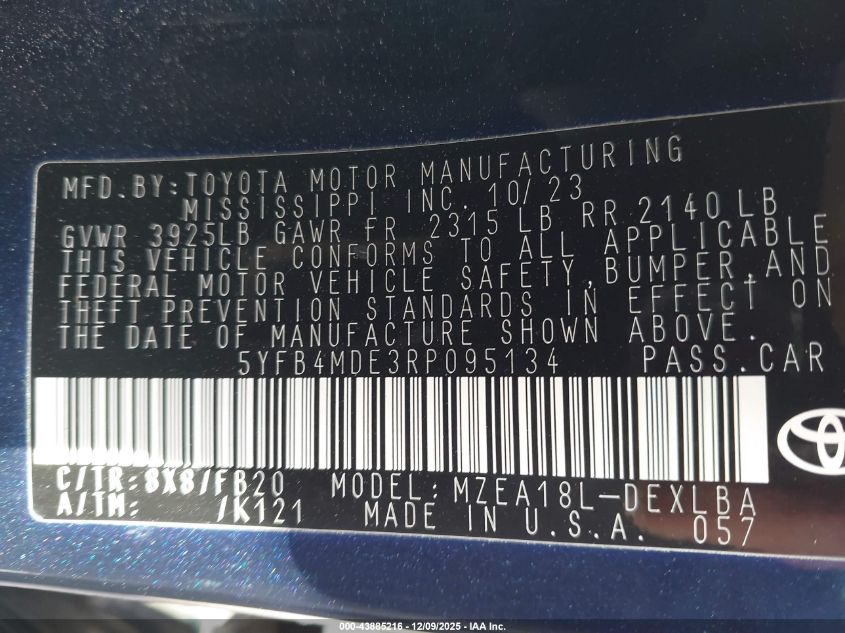 MFD.BY:TOYOTA MOTOR MANUFACTURING
MISSISSIPPI INC. 10/23
GVWR 3925LB GAWR FR 2315 LB RR 2140 LB
THIS VEHICLE CONFORMS TO ALL APPLICABLE
FEDERAL MOTOR VEHICLE SAFETY,BUMPER,AND
THEFT PREVENTION STANDARDS IN EFFECT ON
THE DATE OF MANUFACTURE SHOWN ABOVE.
5YFB4MDE3RP095134 PASS.CAR
C/TR:8X8/FB20 MODEL:MZEA18L-DEXLBA
A/TM: /K121 MADE IN U.S.A. 057
000-43885216 - 12/09/2025 - IAA Inc.